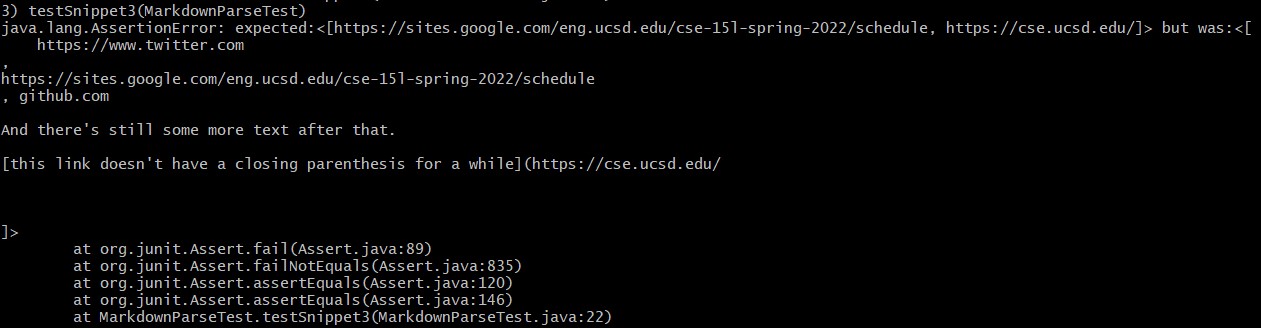 3) testSnippet3(MarkdownParseTest)
java.lang.AssertionError: expected:<[https://sites.google.com/eng.ucsd.edu/cse-15l-spring-2022/schedule, https://cse.ucsd.edu/]> but was:<[
    https://www.twitter.com
,
https://sites.google.com/eng.ucsd.edu/cse-15l-spring-2022/schedule
, github.com

And there's still some more text after that.

[this link doesn't have a closing parenthesis for a while](https://cse.ucsd.edu/

]>
        at org.junit.Assert.fail(Assert.java:89)
        at org.junit.Assert.failNotEquals(Assert.java:835)
        at org.junit.Assert.assertEquals(Assert.java:120)
        at org.junit.Assert.assertEquals(Assert.java:146)
        at MarkdownParseTest.testSnippet3(MarkdownParseTest.java:22)